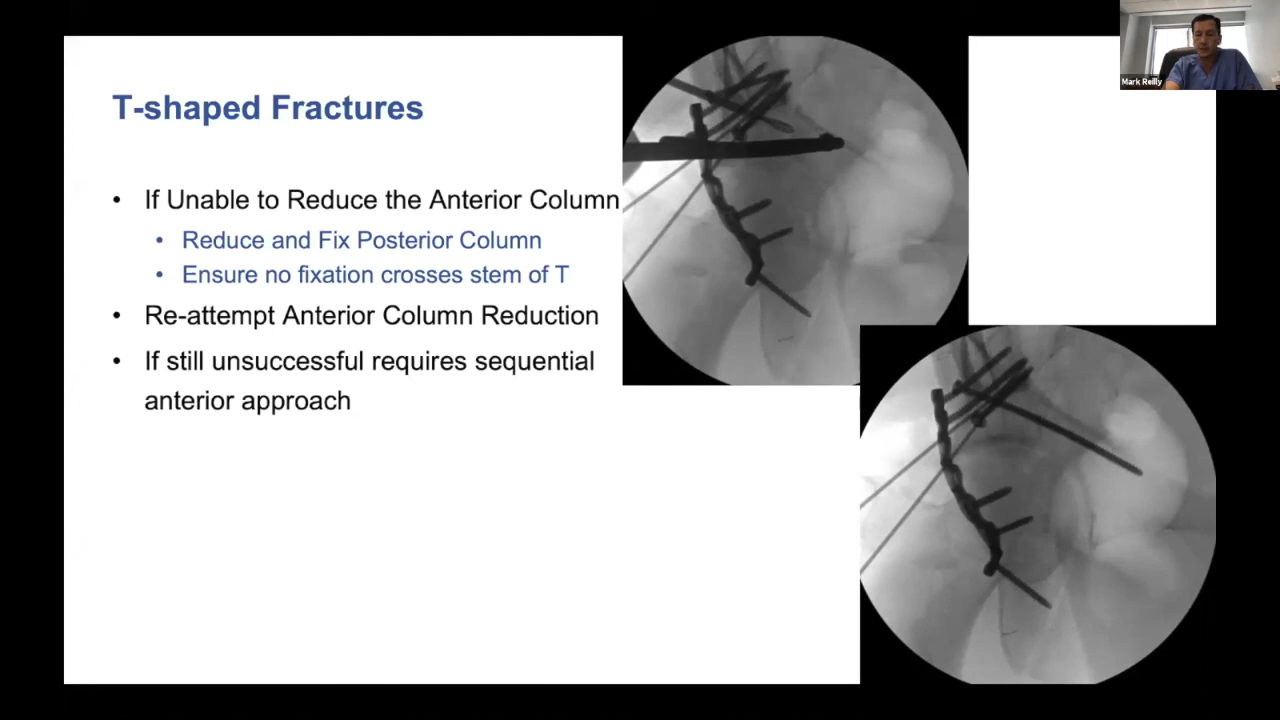 T-shaped Fractures
• If Unable to Reduce the Anterior Column
• Reduce and Fix Posterior Column
• Ensure no fixation crosses stem of T
• Re-attempt Anterior Column Reduction
• If still unsuccessful requires sequential
anterior approach
Mark Reilly